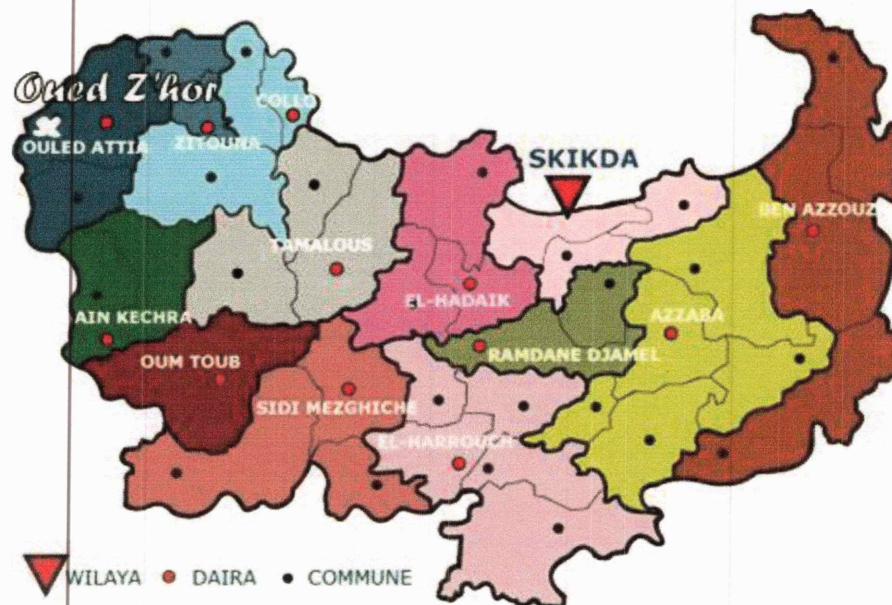 Oued Z'hor
COLLO
OULED ATTIA
ZITOUNA
SKIKDA
BEN AZZOUZ
TAMALOUS
EL-HADAIK
AIN KECHRA
AZZABA
RAMDANE DJAMEL
OUM TOUB
SIDI MEZGHICHE
EL-HARROUCH
WILAYA DAIRA COMMUNE